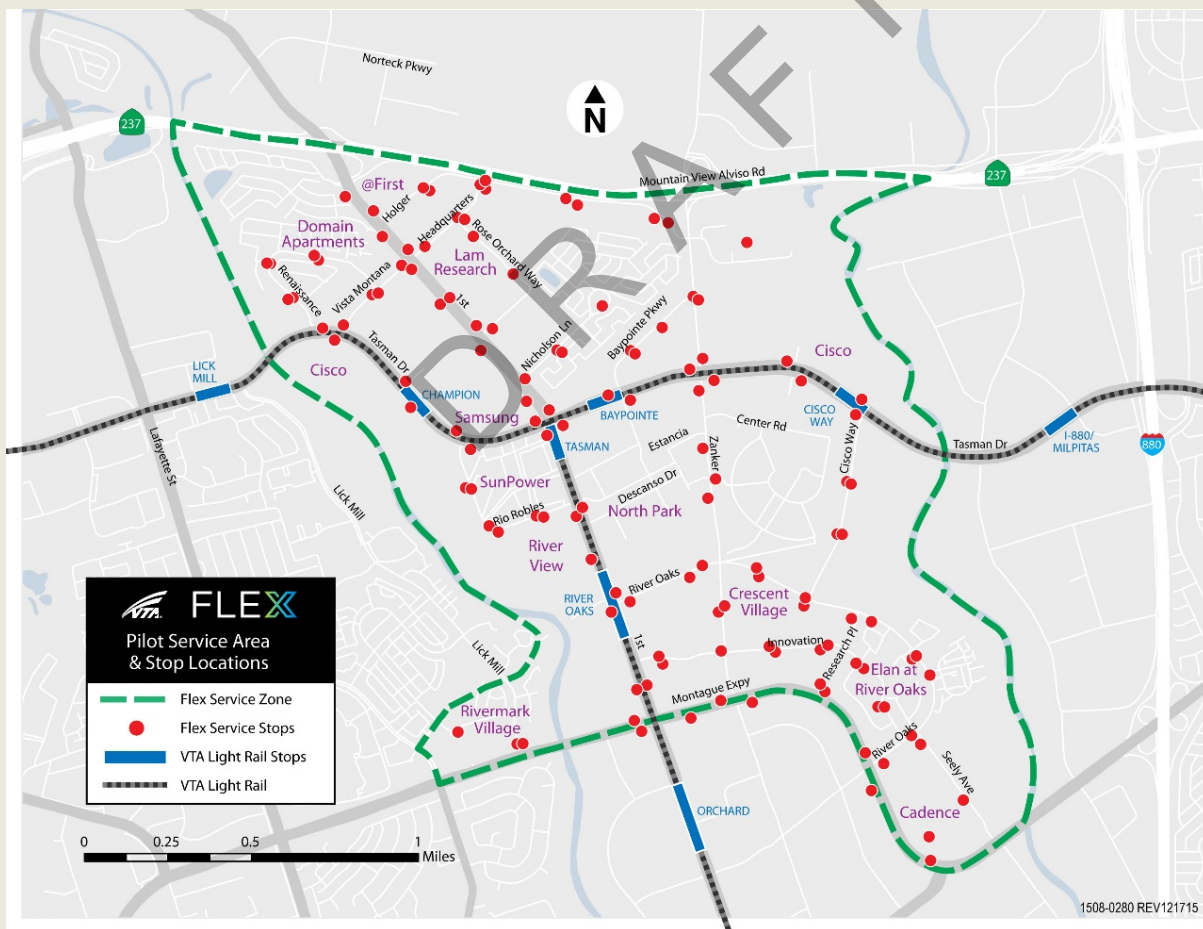 DRAFT
Norteck Pkwy
237
N
Mountain View Alviso Rd
237
@First
Holger
Headquarters
Domain
Apartments
Rose Orchard Way
Lam
Research
Renaissance
Vista Montana
1st
Nicholson Ln
Baypointe Pkwy
Tasman Dr
Cisco
Cisco
LICK
MILL
CHAMPION
BAYPOINTE
CISCO
WAY
Samsung
TASMAN
Estancia
Center Rd
Zanker
Cisco Way
Tasman Dr
I-880/
MILPITAS
880
Lafayette St
SunPower
Descanso Dr
North Park
Lick Mill
Rio Robles
River
View
RIVER
OAKS
River Oaks
Crescent
Village
1st
Innovation
Research Pl
Elan at
River Oaks
Lick Mill
Montague Expy
Rivermark
Village
River Oaks
Seely Ave
ORCHARD
Cadence
VTA FLEX
Pilot Service Area
& Stop Locations
Flex Service Zone
Flex Service Stops
VTA Light Rail Stops
VTA Light Rail
0 0.25 0.5 1
Miles
1508-0280 REV121715